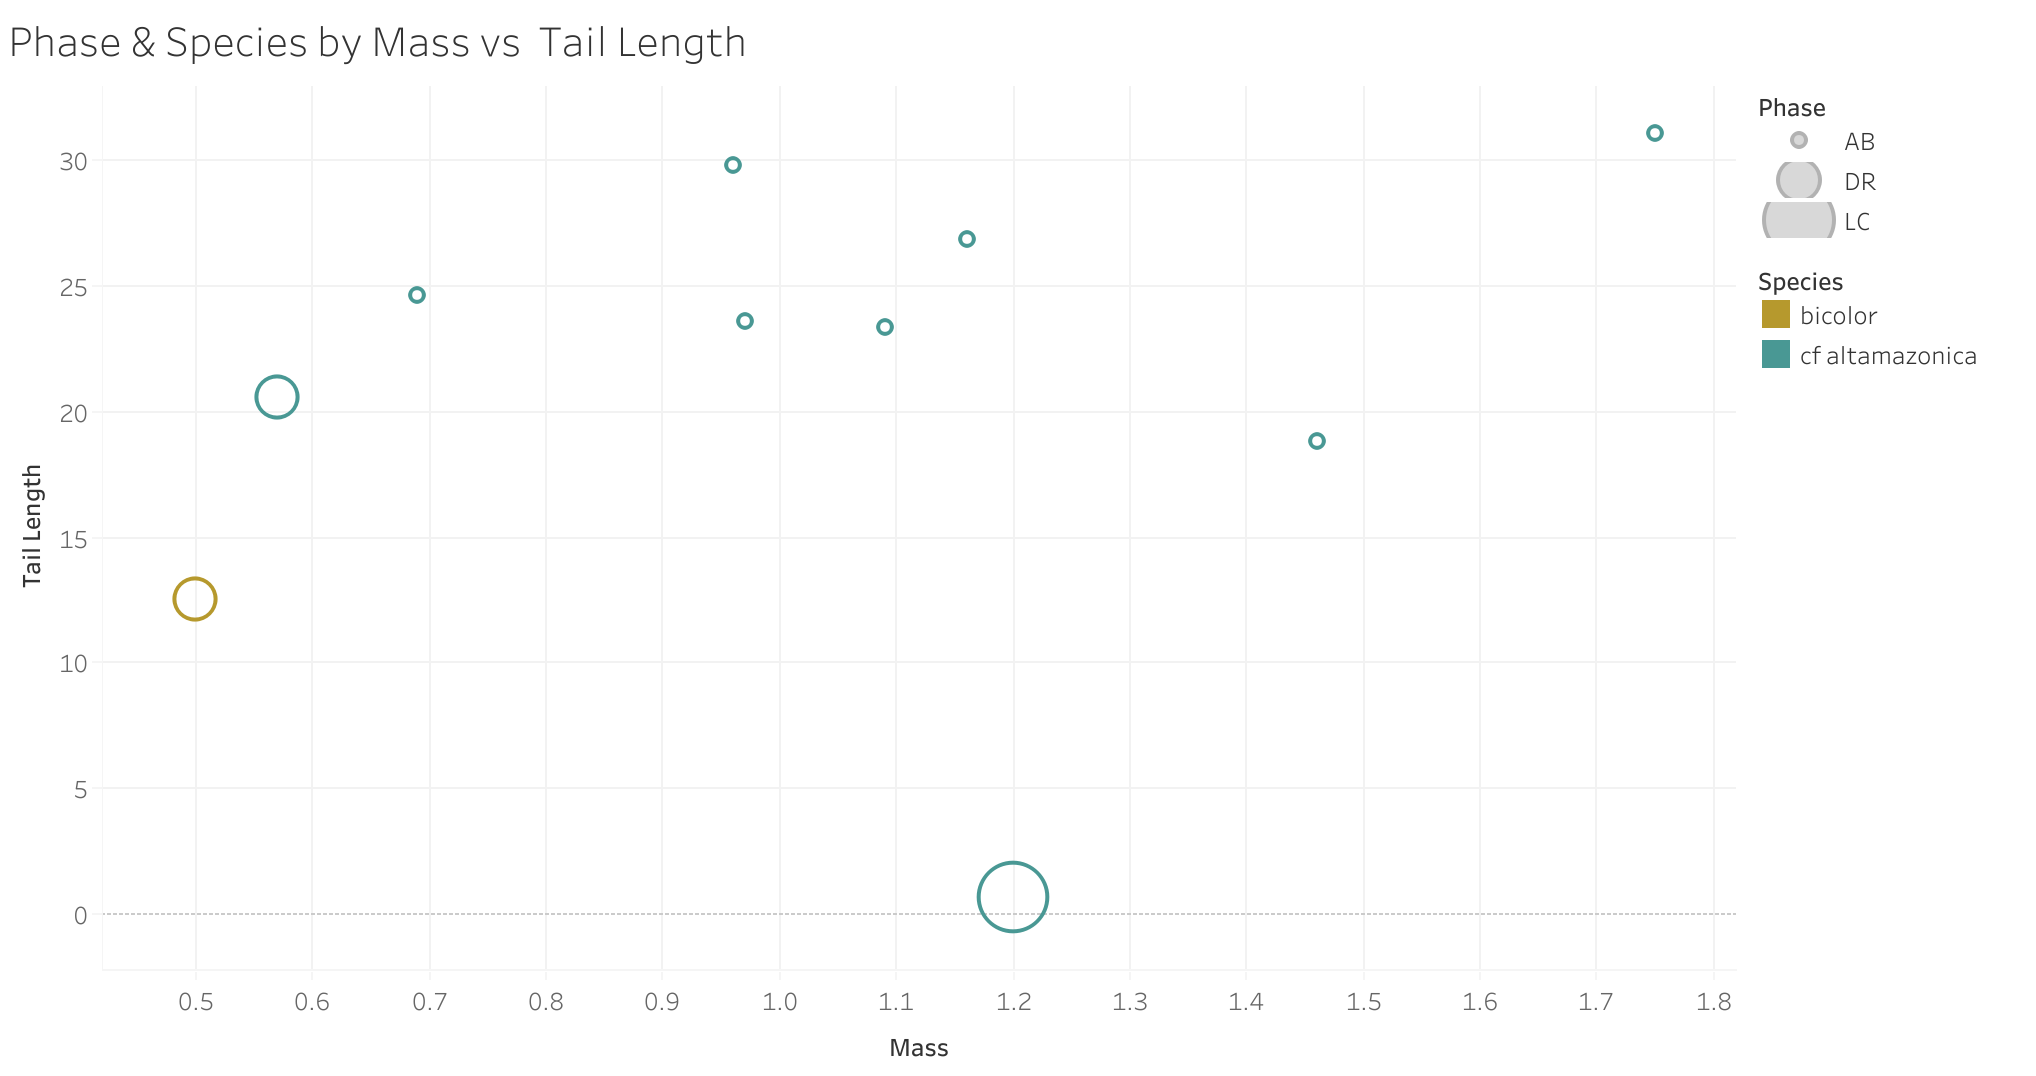 Phase & Species by Mass vs  Tail Length
Phase
AB
DR
LC
Species
bicolor
cf altamazonica
Tail Length
30
25
20
15
10
5
0
0.5 0.6 0.7 0.8 0.9 1.0 1.1 1.2 1.3 1.4 1.5 1.6 1.7 1.8
Mass